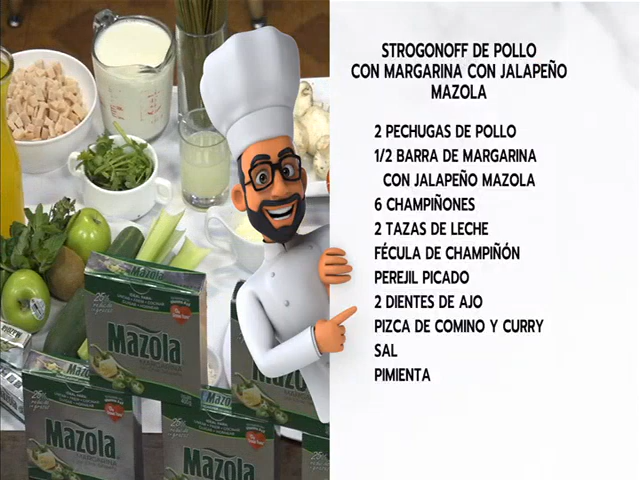 STROGONOFF DE POLLO
CON MARGARINA CON JALAPEÑO
MAZOLA
2 PECHUGAS DE POLLO
1/2 BARRA DE MARGARINA
CON JALAPEÑO MAZOLA
6 CHAMPIÑONES
2 TAZAS DE LECHE
FÉCULA DE CHAMPIÑÓN
PEREJIL PICADO
2 DIENTES DE AJO
PIZCA DE COMINO Y CURRY
SAL
PIMIENTA
Mazola
25%
Mazola
Mazola
Mazola
Mazola